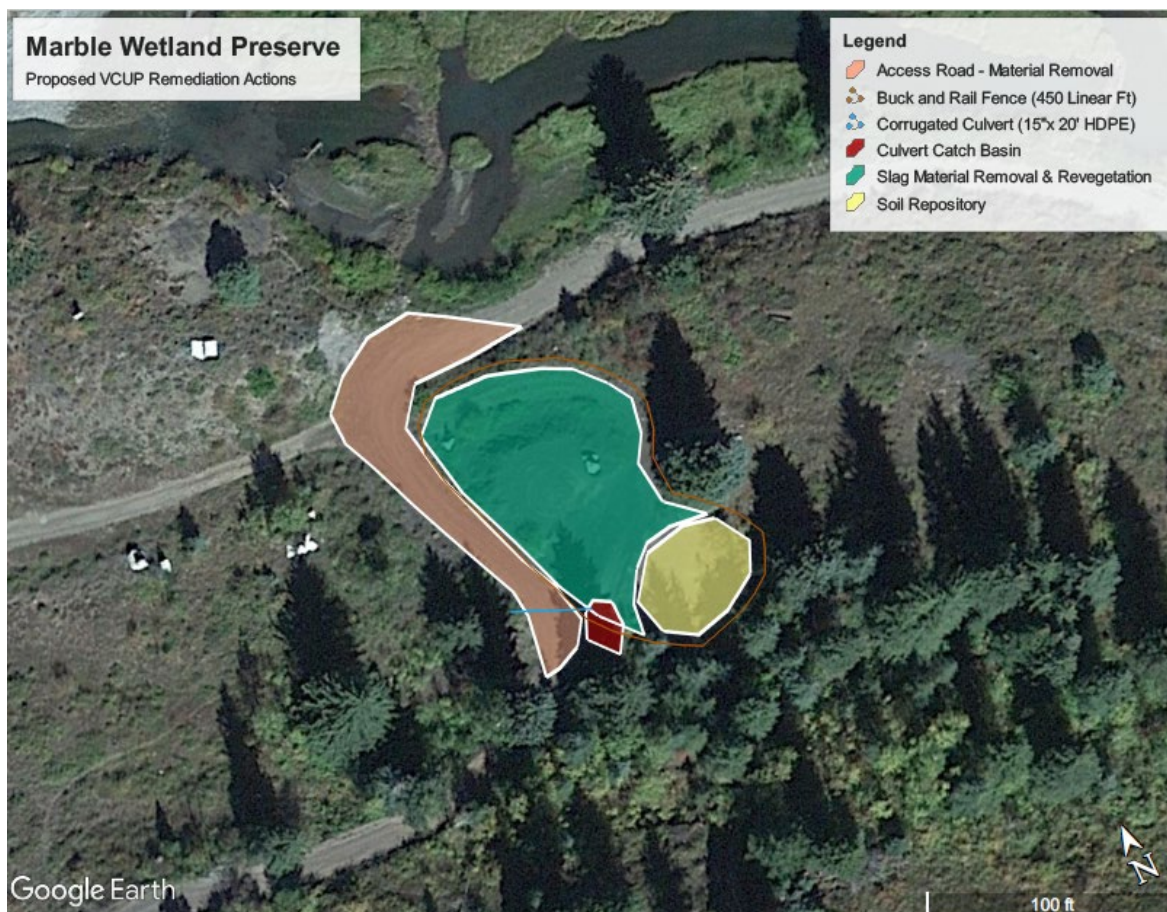 Marble Wetland Preserve
Proposed VCUP Remediation Actions
Legend
Access Road - Material Removal
Buck and Rail Fence (450 Linear Ft)
Corrugated Culvert (15"x 20' HDPE)
Culvert Catch Basin
Slag Material Removal & Revegetation
Soil Repository
N
Google Earth
100 ft